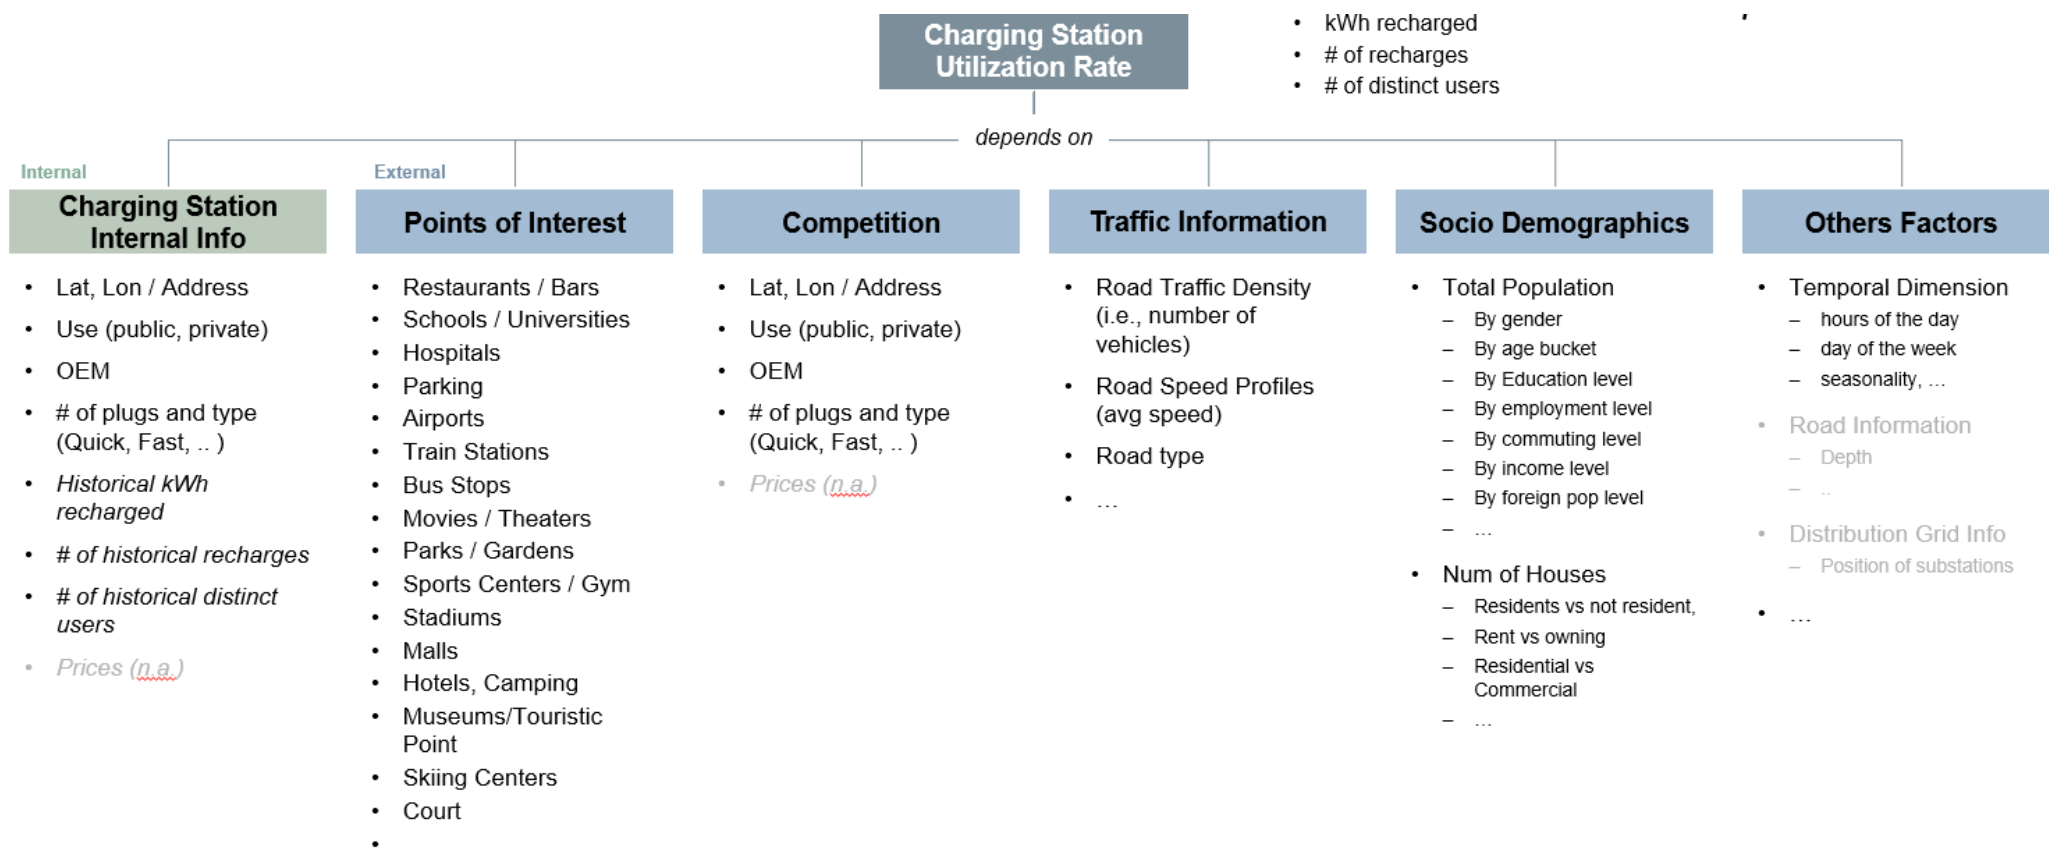 Charging Station
Utilization Rate
• kWh recharged
• # of recharges
• # of distinct users
depends on
Internal
Charging Station
Internal Info
• Lat, Lon / Address
• Use (public, private)
• OEM
• # of plugs and type
(Quick, Fast, .. )
• Historical kWh
recharged
• # of historical recharges
• # of historical distinct
users
• Prices (n.a.)
External
Points of Interest
• Restaurants / Bars
• Schools / Universities
• Hospitals
• Parking
• Airports
• Train Stations
• Bus Stops
• Movies / Theaters
• Parks / Gardens
• Sports Centers / Gym
• Stadiums
• Malls
• Hotels, Camping
• Museums/Touristic
Point
• Skiing Centers
• Court
•
Competition
• Lat, Lon / Address
• Use (public, private)
• OEM
• # of plugs and type
(Quick, Fast, .. )
• Prices (n.a.)
Traffic Information
• Road Traffic Density
(i.e., number of
vehicles)
• Road Speed Profiles
(avg speed)
• Road type
• ...
Socio Demographics
• Total Population
– By gender
– By age bucket
– By Education level
– By employment level
– By commuting level
– By income level
– By foreign pop level
– ...
• Num of Houses
– Residents vs not resident,
– Rent vs owning
– Residential vs
Commercial
– ...
Others Factors
• Temporal Dimension
– hours of the day
– day of the week
– seasonality, ...
• Road Information
– Depth
– ..
• Distribution Grid Info
– Position of substations
• ...